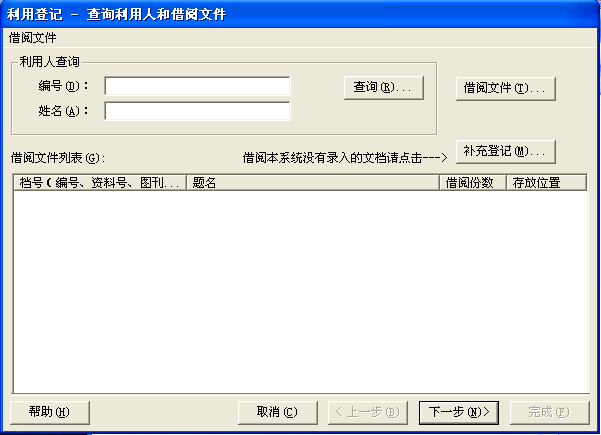 利用登记 - 查询利用人和借阅文件
借阅文件
利用人查询
编号(D)：
查询(R)...
借阅文件(T)...
姓名(A)：
借阅文件列表(G):
借阅本系统没有录入的文档请点击--->
补充登记(M)...
档号(编号、资料号、图刊... 题名 借阅份数 存放位置
帮助(H) 取消(C) < 上一步(B) 下一步(N)> 完成(F)